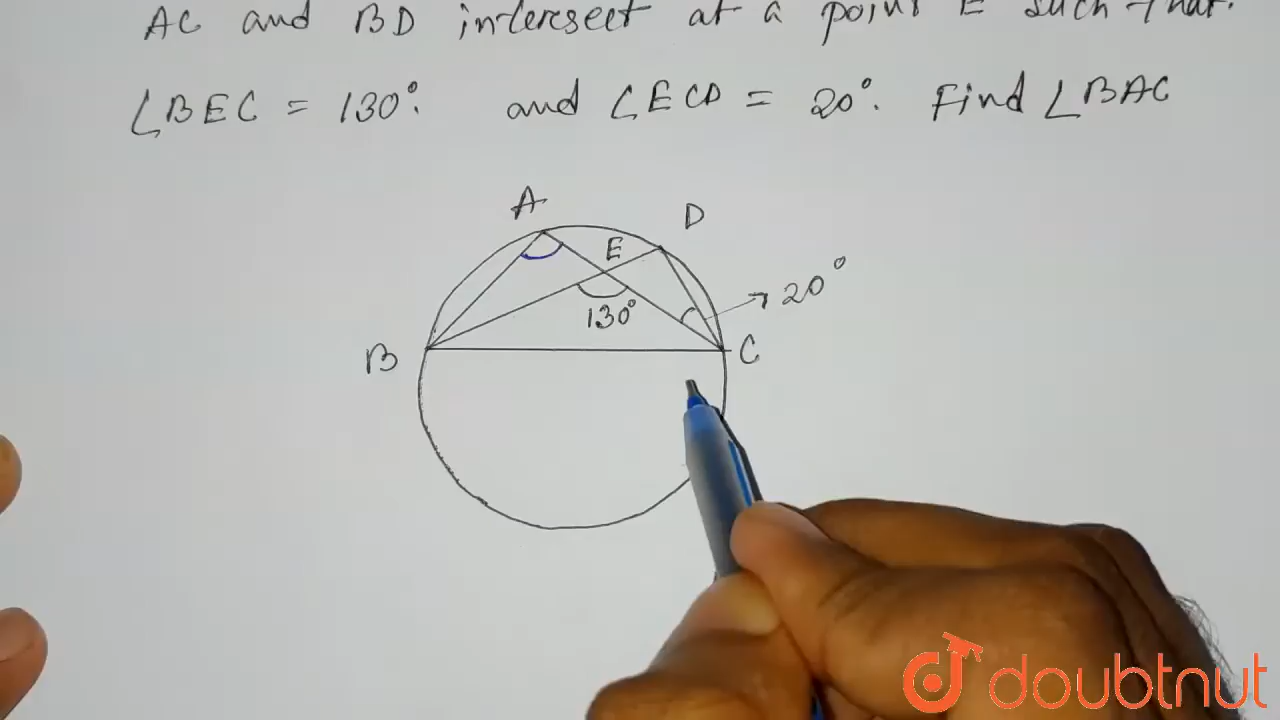 AC and BD intersect at a point E such that.
∠BEC = 130°. and ∠ECD = 20°. Find ∠BAC
A
D
E
20°
130°
B
C
doubtnut